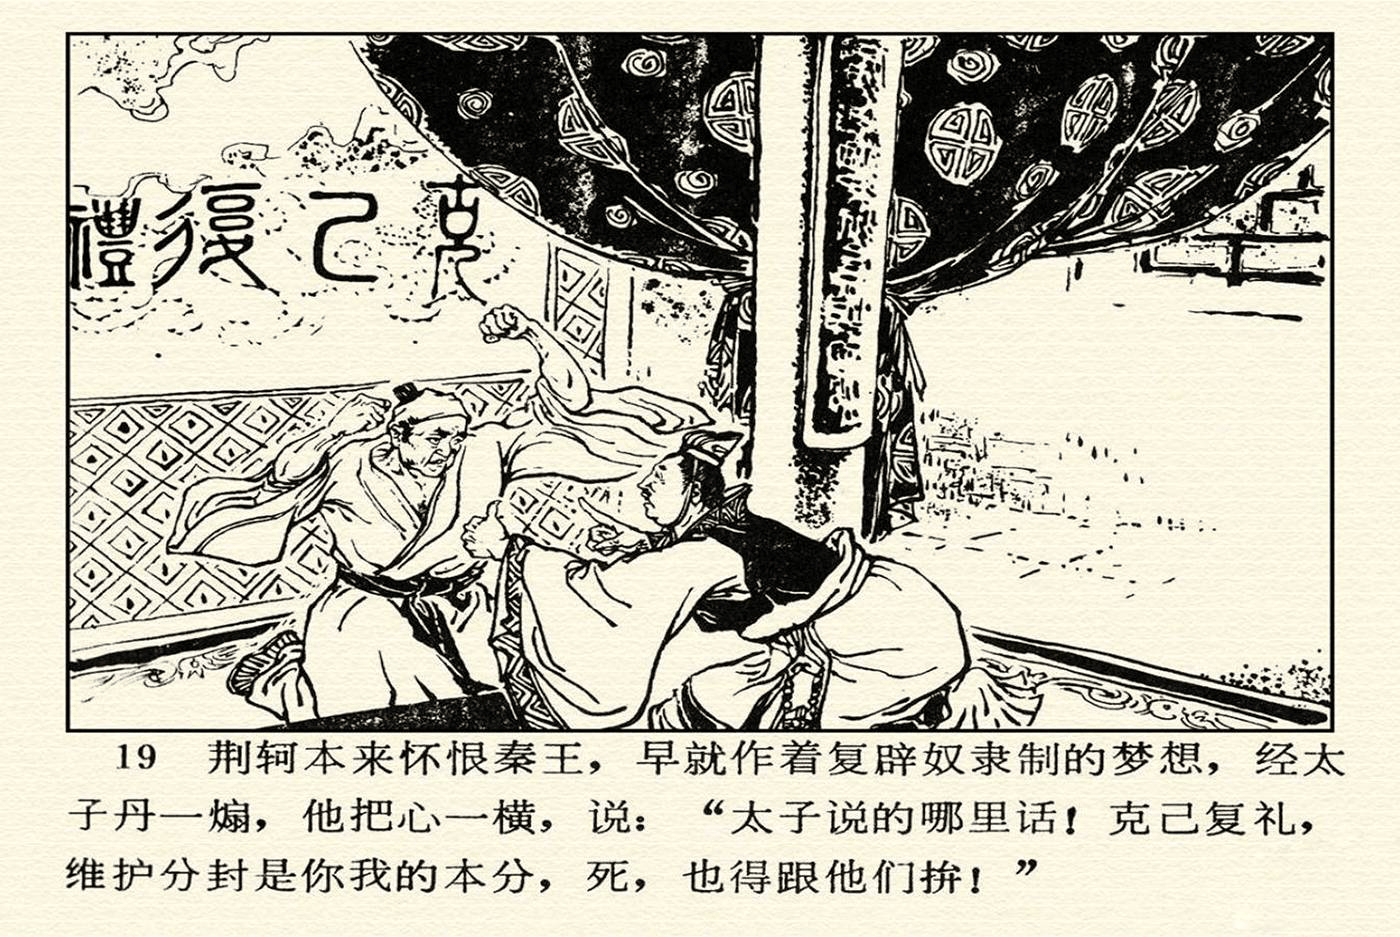 克己復禮
19 荆轲本来怀恨秦王，早就作着复辟奴隶制的梦想，经太
子丹一煽，他把心一横，说：“太子说的哪里话！克己复礼，
维护分封是你我的本分，死，也得跟他们拚！”